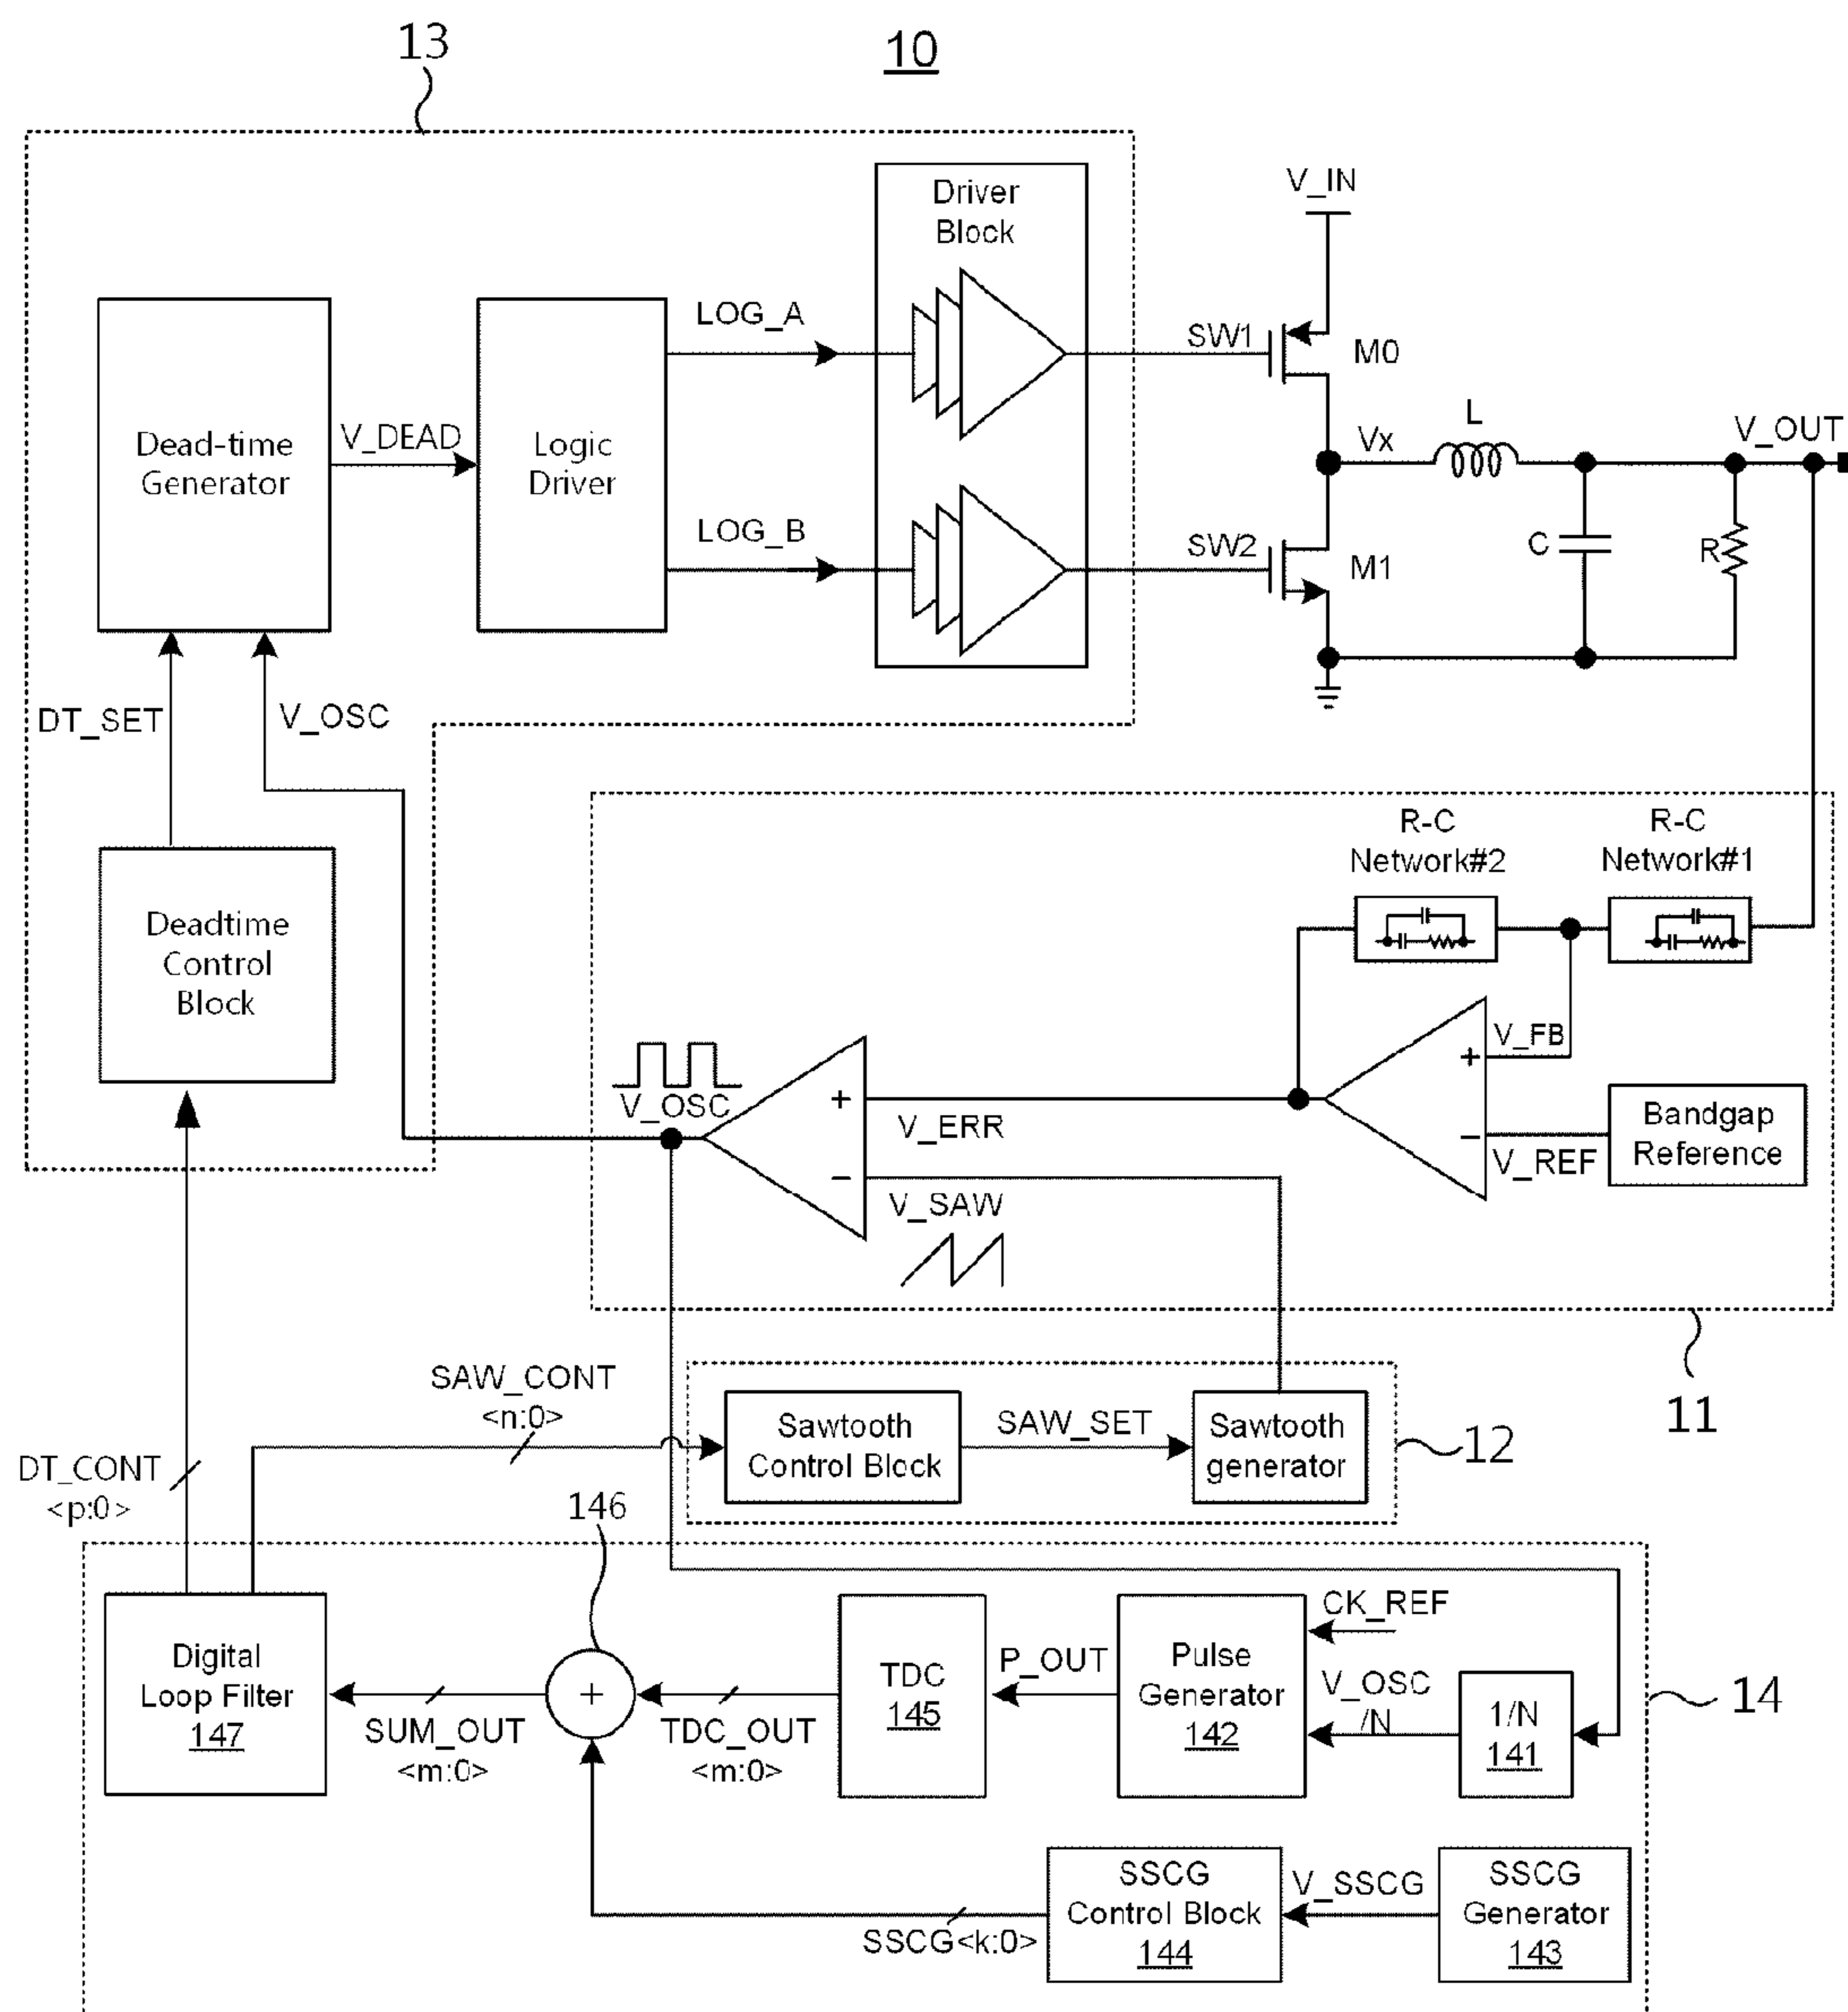 10
13
Driver
Block
V_IN
LOG_A
SW1
M0
Dead-time
Generator
V_DEAD
Logic
Driver
Vx
L
V_OUT
LOG_B
SW2
M1
C
R
DT_SET
V_OSC
R-C
Network#2
R-C
Network#1
Deadtime
Control
Block
V_FB
+
V_OSC
+
V_ERR
Bandgap
Reference
−
V_REF
−
V_SAW
11
SAW_CONT
<n:0>
Sawtooth
Control Block
SAW_SET
Sawtooth
generator
12
DT_CONT
<p:0>
146
CK_REF
Digital
Loop Filter
147
SUM_OUT
<m:0>
+
TDC_OUT
<m:0>
TDC
145
P_OUT
Pulse
Generator
142
V_OSC
/N
1/N
141
14
SSCG<k:0>
SSCG
Control Block
144
V_SSCG
SSCG
Generator
143